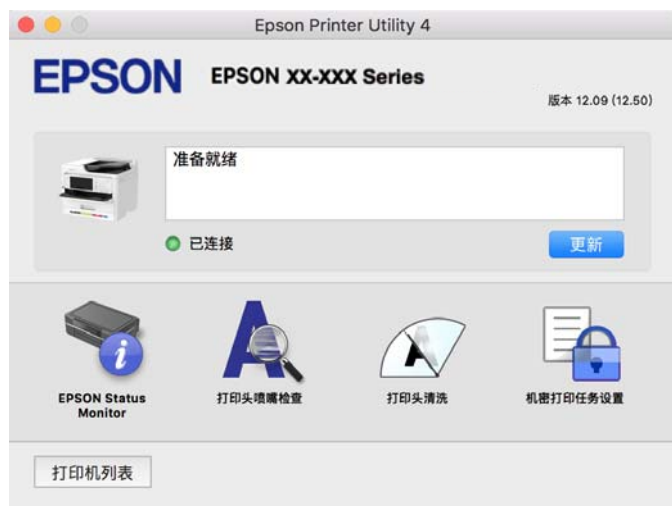 Epson Printer Utility 4
EPSON
EPSON XX-XXX Series
版本 12.09 (12.50)
准备就绪
已连接
更新
EPSON Status
Monitor
打印头喷嘴检查
打印头清洗
机密打印任务设置
打印机列表